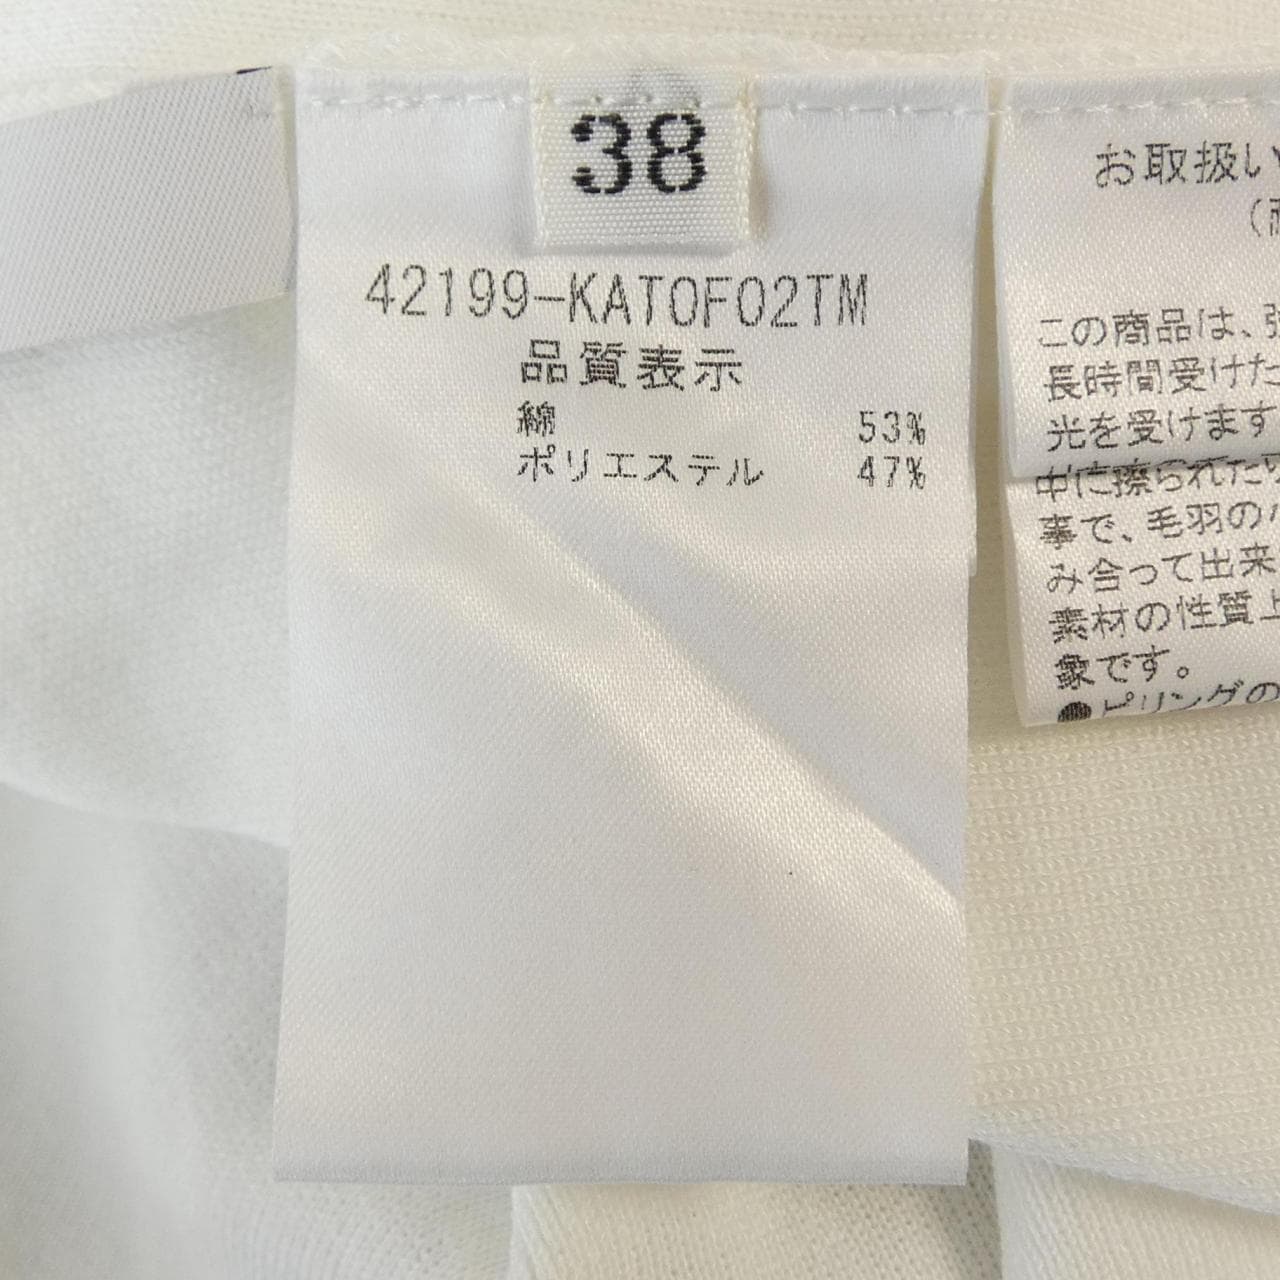 38
42199-KATOF02TM
品質表示
綿 53%
ポリエステル 47%
お取扱い
この商品は、
長時間受けた
光を受けます
中に擦られたり
事で、毛羽の
み合って出来
素材の性質上
象です。
●ピリングの